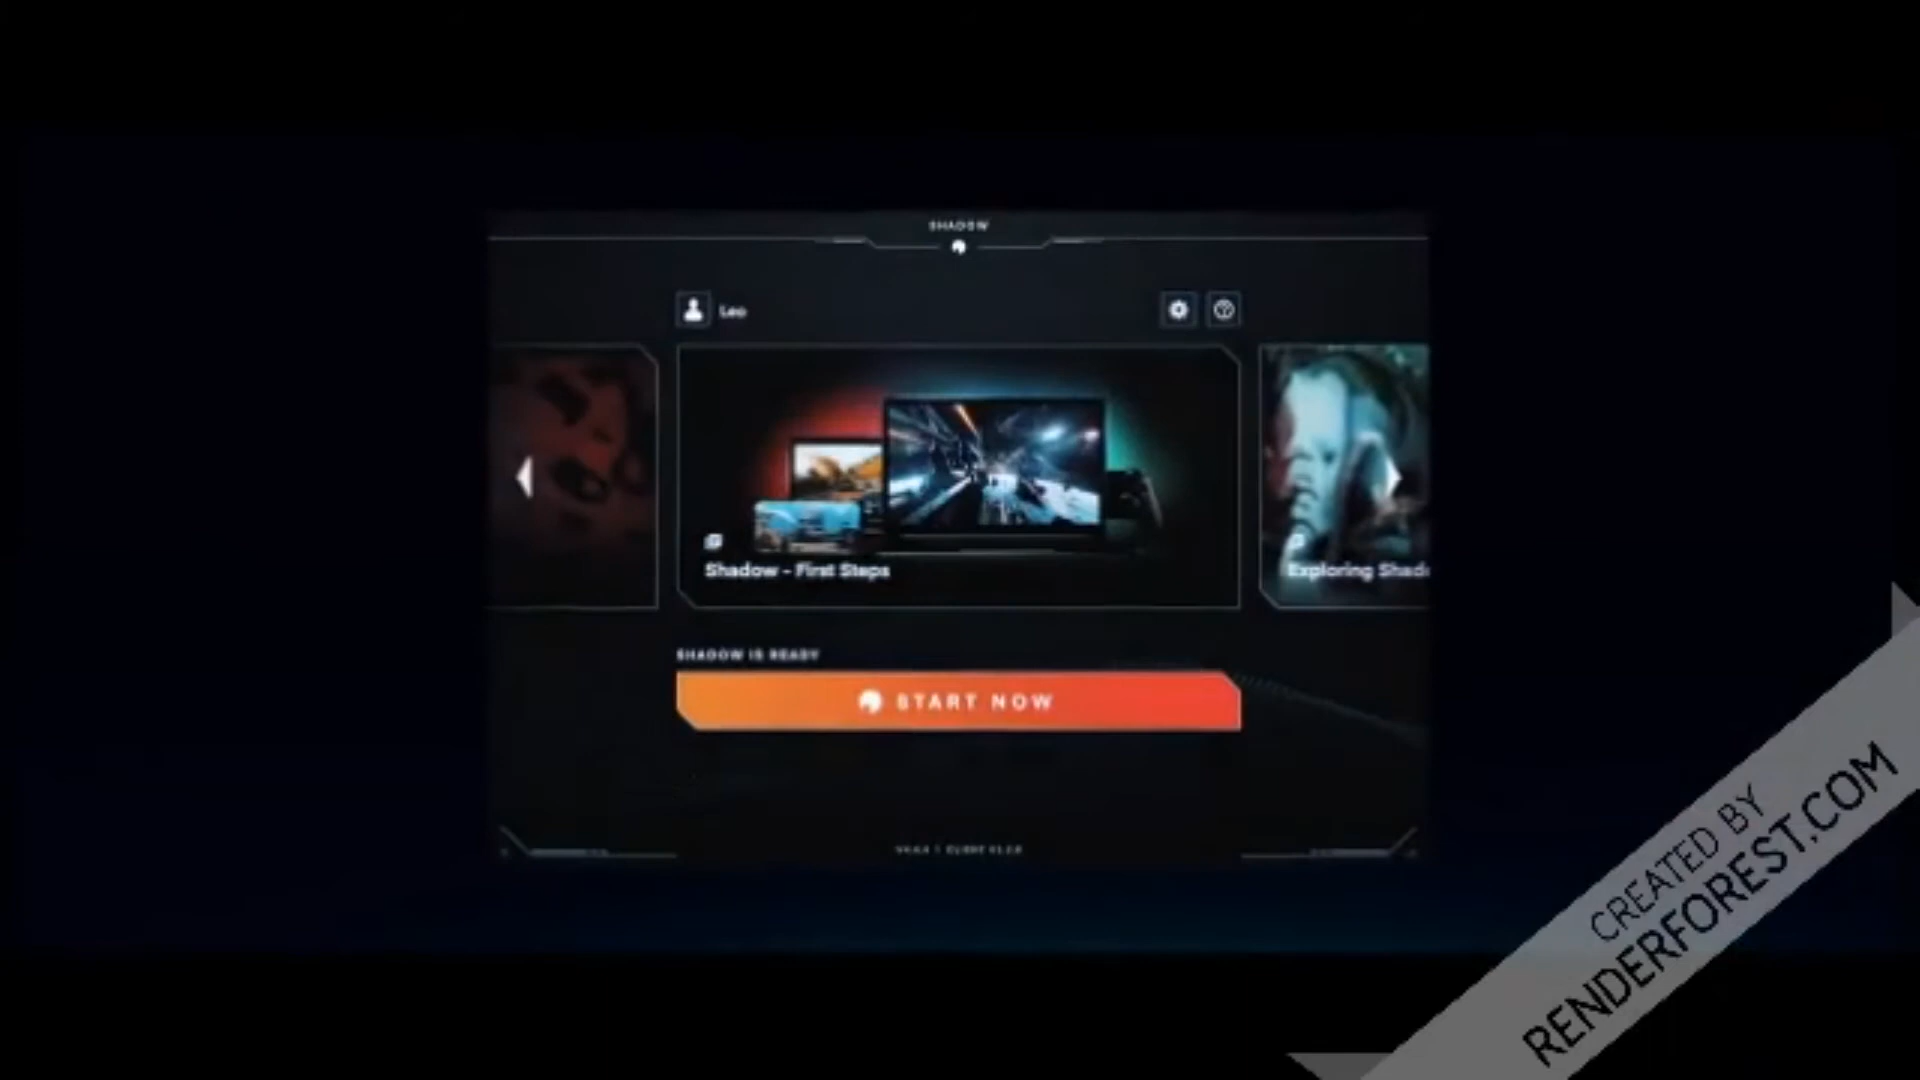 SHADOW
Leo
Shadow - First Steps
Exploring Shad
SHADOW IS READY
START NOW
CREATED BY
RENDERFOREST.COM